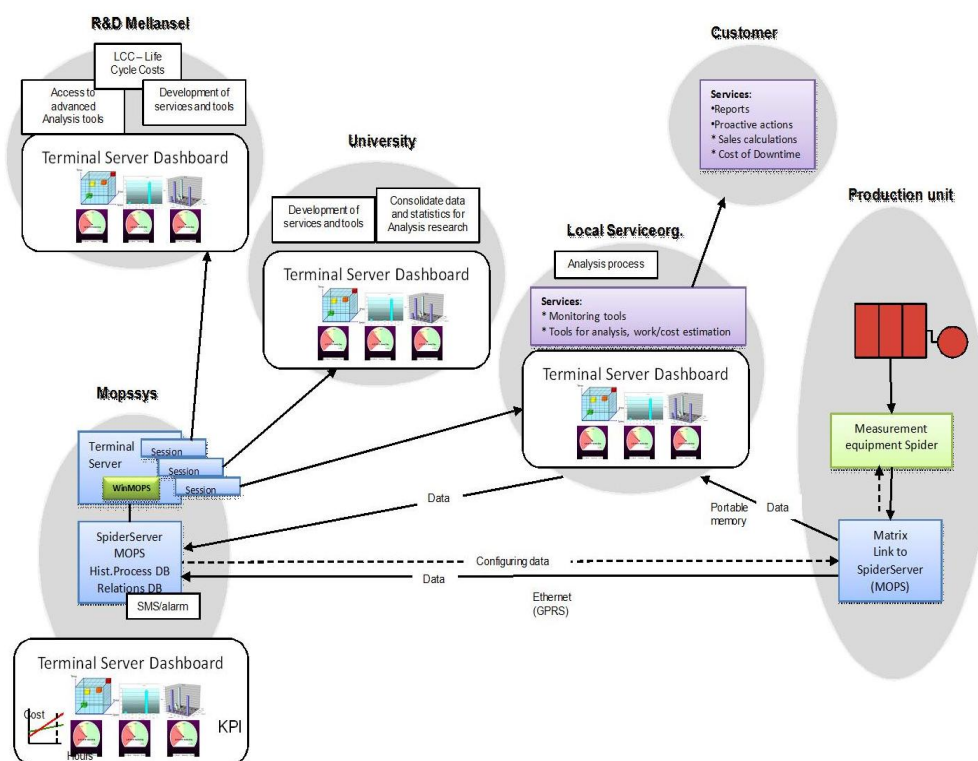 R&D Mellansel
LCC – Life
Cycle Costs
Access to
advanced
Analysis tools
Development of
services and tools
Terminal Server Dashboard
University
Development of
services and tools
Consolidate data
and statistics for
Analysis research
Terminal Server Dashboard
Customer
Services:
•Reports
•Proactive actions
* Sales calculations
* Cost of Downtime
Local Serviceorg.
Analysis process
Services:
* Monitoring tools
* Tools for analysis, work/cost estimation
Terminal Server Dashboard
Production unit
Measurement
equipment Spider
Matrix
Link to
SpiderServer
(MOPS)
Mopssys
Terminal
Server
Session
Session
Session
WinMOPS
SpiderServer
MOPS
Hist.Process DB
Relations DB
SMS/alarm
Data
Portable
memory
Data
Configuring data
Data
Ethernet
(GPRS)
Terminal Server Dashboard
Cost
Hours
KPI